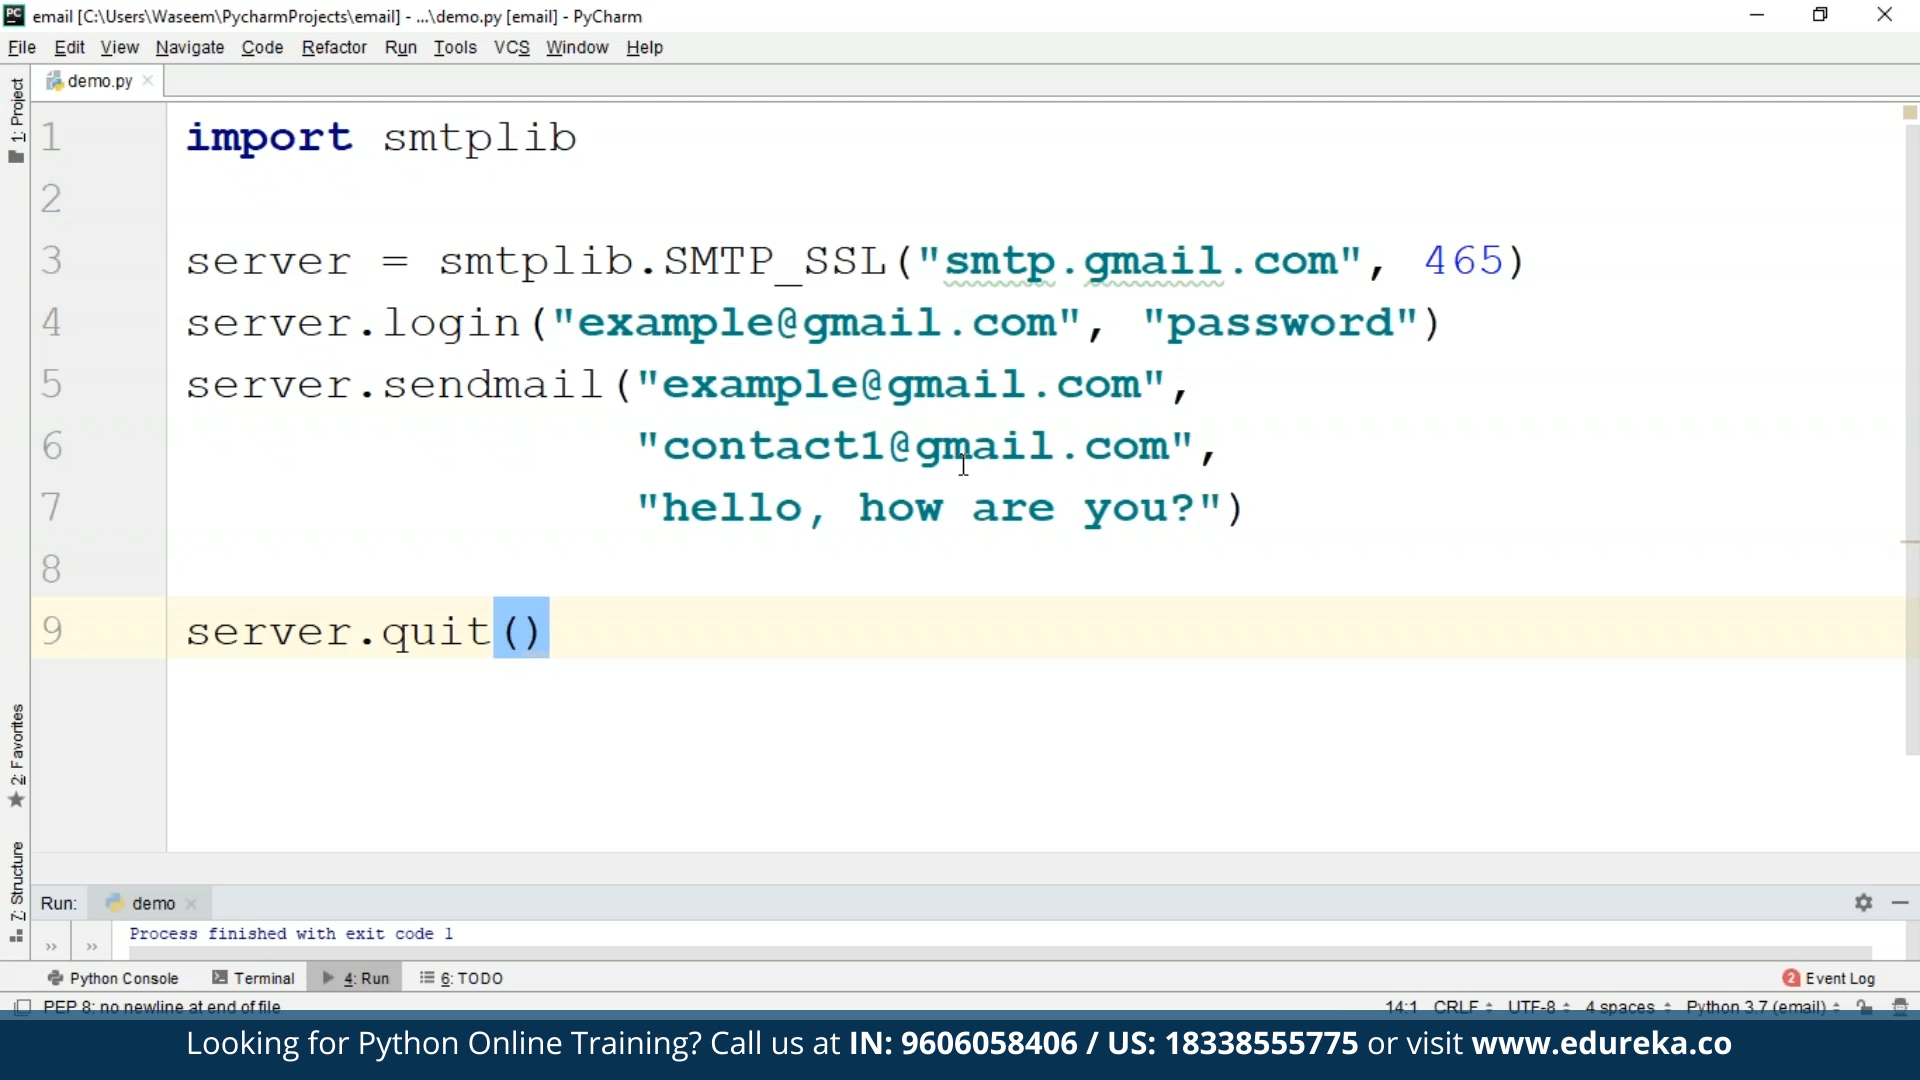 email [C:\Users\Waseem\PycharmProjects\email] - ...\demo.py [email] - PyCharm
File Edit View Navigate Code Refactor Run Tools VCS Window Help
demo.py
1: Project
1 import smtplib
2
3 server = smtplib.SMTP_SSL("smtp.gmail.com", 465)
4 server.login("example@gmail.com", "password")
5 server.sendmail("example@gmail.com",
6 "contact1@gmail.com",
7 "hello, how are you?")
8
9 server.quit()
2: Favorites
7: Structure
Run: demo
Process finished with exit code 1
Python Console Terminal 4: Run 6: TODO 2 Event Log
PEP 8: no newline at end of file 14:1 CRLF UTF-8 4 spaces Python 3.7 (email)
Looking for Python Online Training? Call us at IN: 9606058406 / US: 18338555775 or visit www.edureka.co